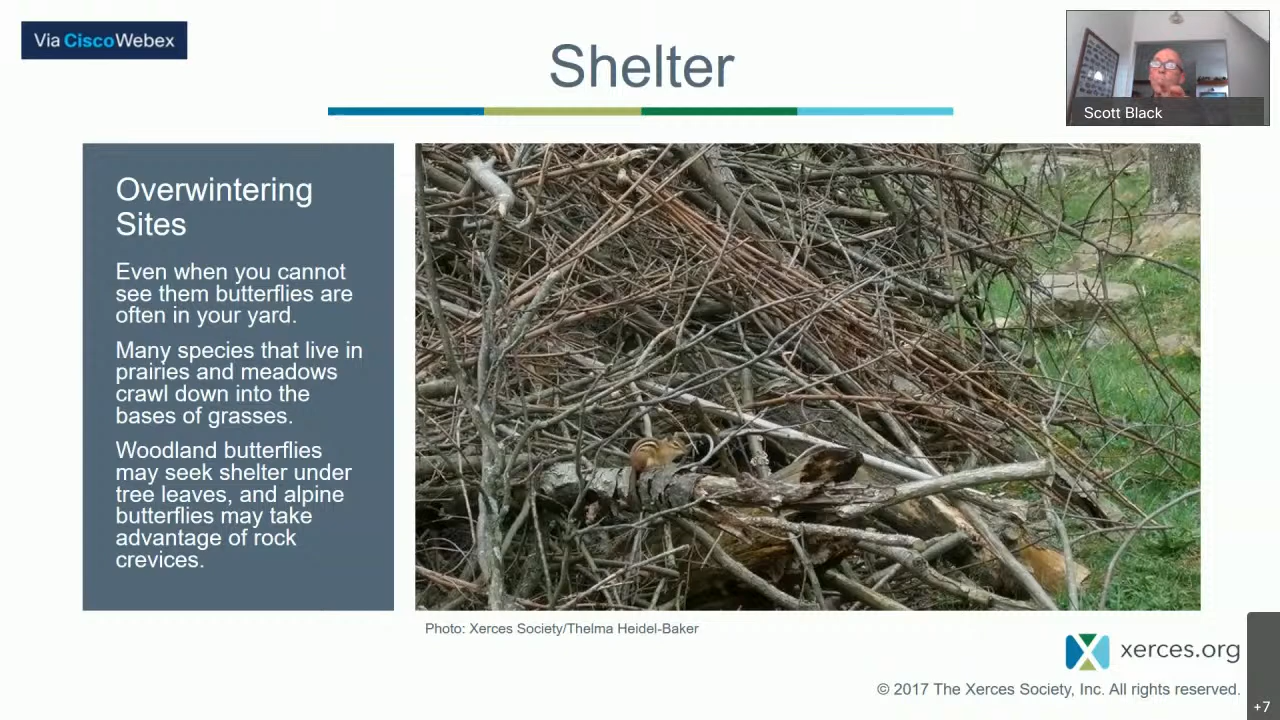 Via CiscoWebex
Shelter
Scott Black
Overwintering
Sites
Even when you cannot
see them butterflies are
often in your yard.
Many species that live in
prairies and meadows
crawl down into the
bases of grasses.
Woodland butterflies
may seek shelter under
tree leaves, and alpine
butterflies may take
advantage of rock
crevices.
Photo: Xerces Society/Thelma Heidel-Baker
xerces.org
© 2017 The Xerces Society, Inc. All rights reserved.
+7